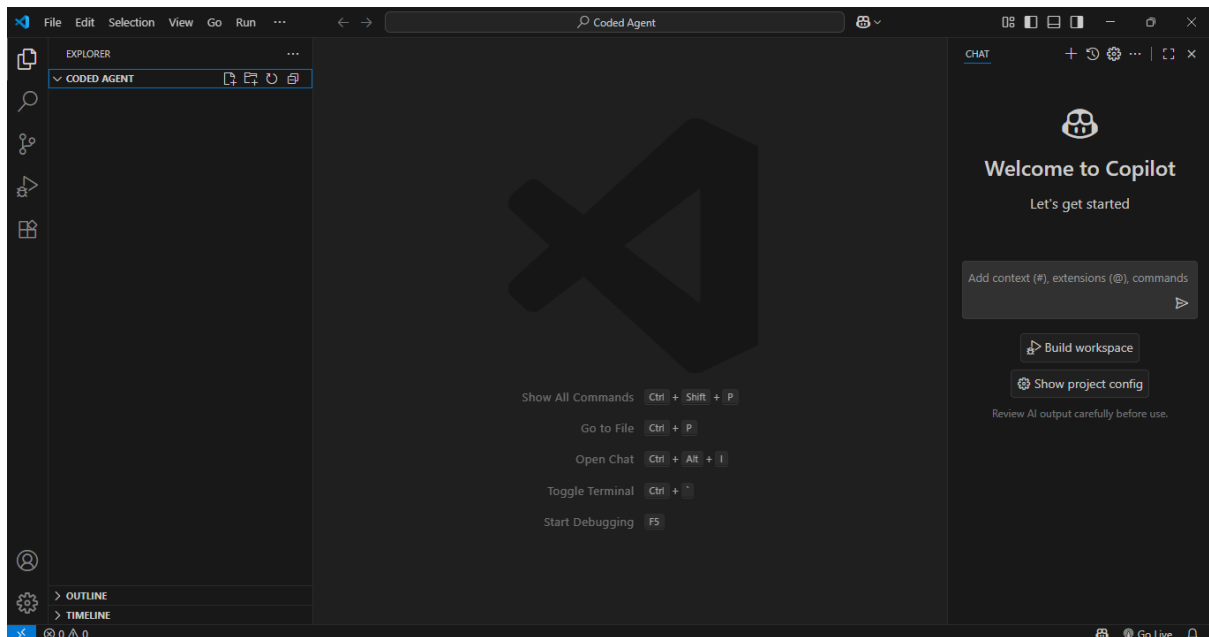 File Edit Selection View Go Run ···
Coded Agent
EXPLORER
CODED AGENT
Show All Commands Ctrl + Shift + P
Go to File Ctrl + P
Open Chat Ctrl + Alt + I
Toggle Terminal Ctrl + `
Start Debugging F5
OUTLINE
TIMELINE
CHAT
Welcome to Copilot
Let's get started
Add context (#), extensions (@), commands
Build workspace
Show project config
Review AI output carefully before use.
0 0
Go Live